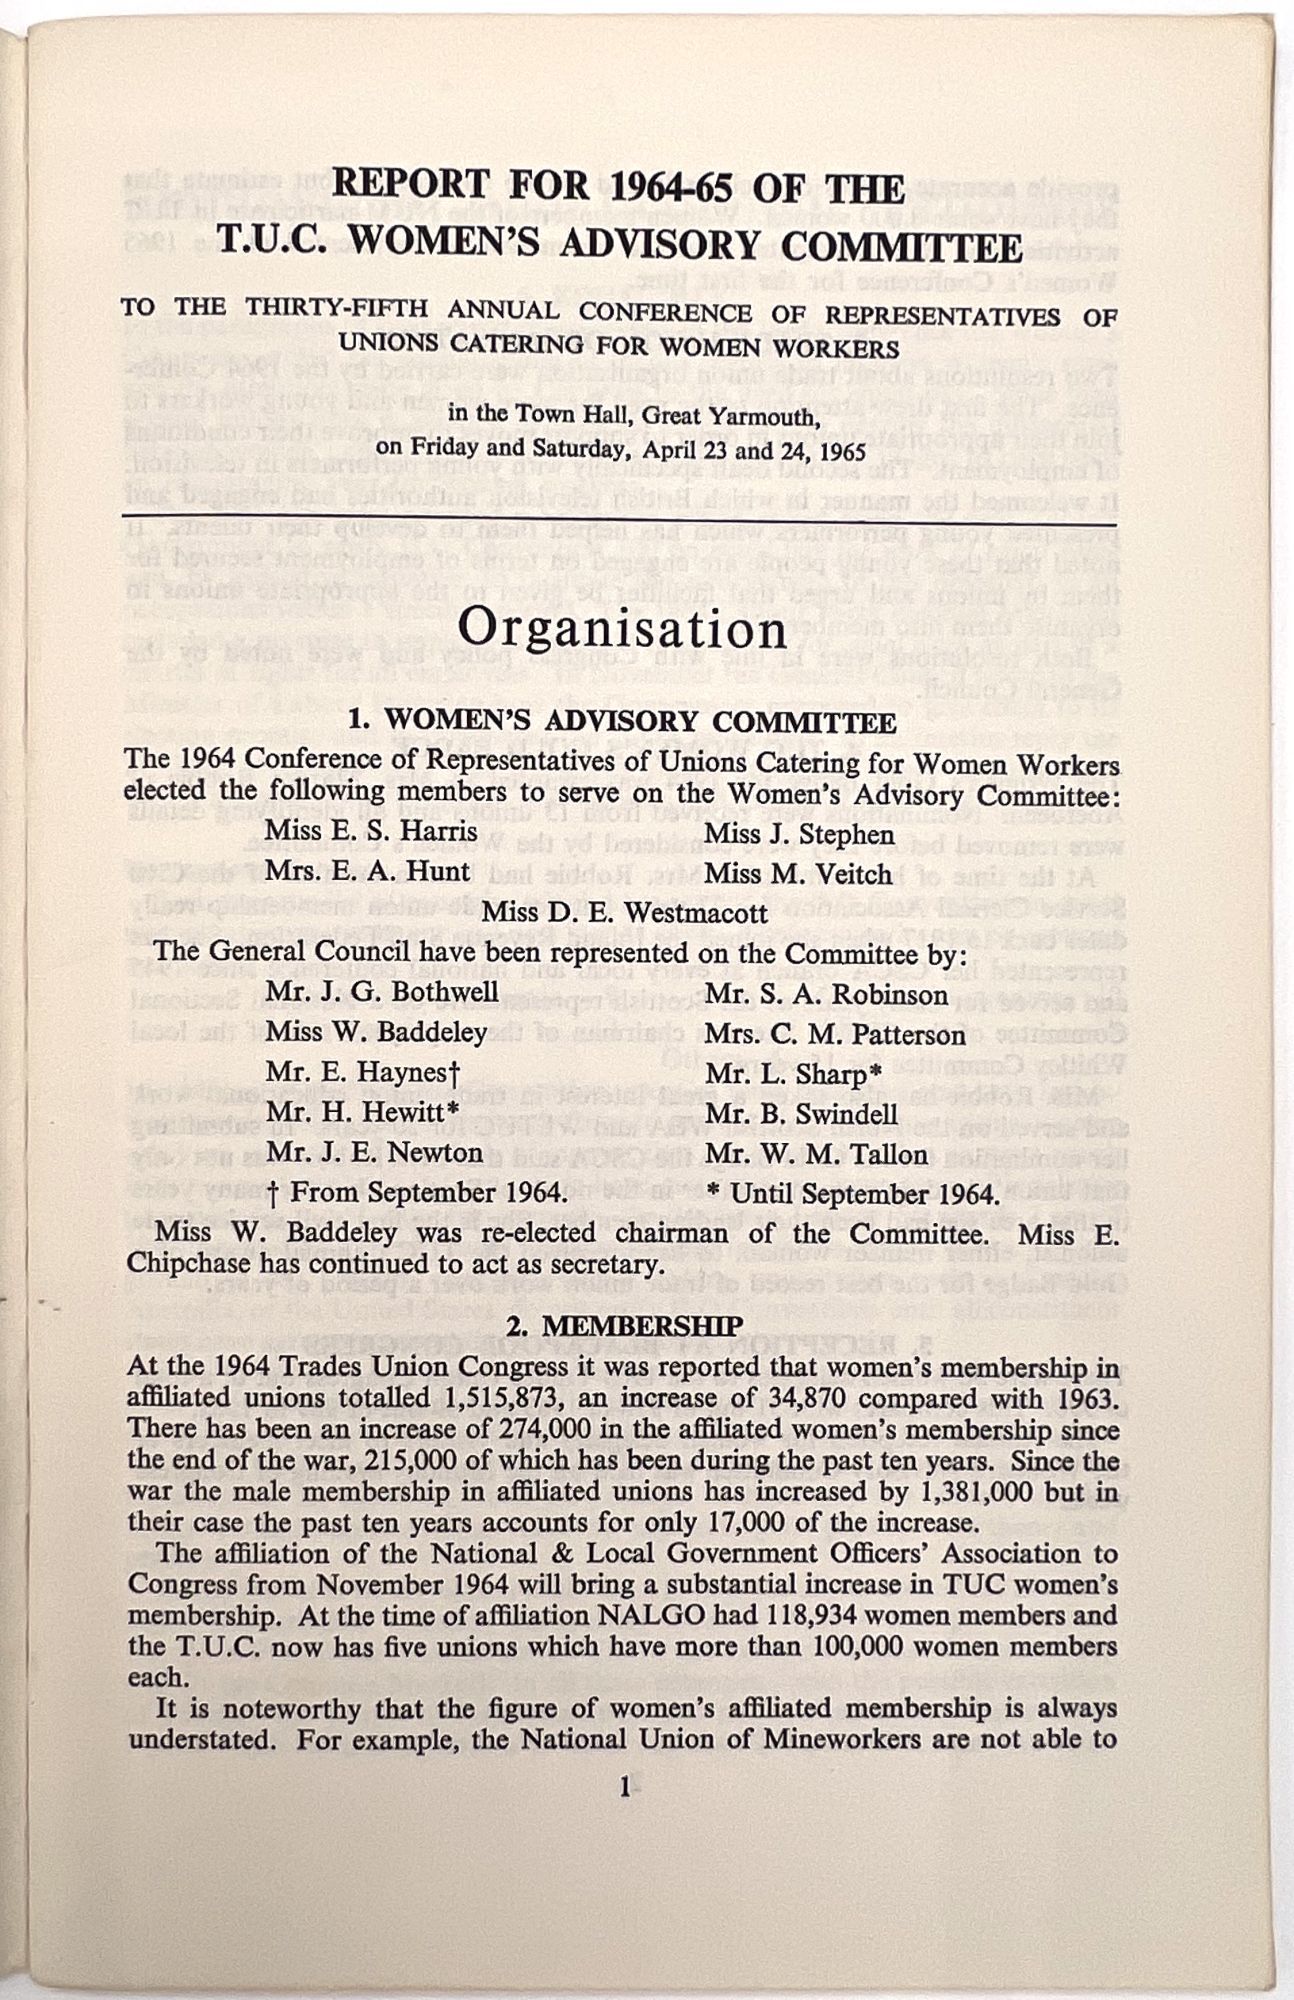 REPORT FOR 1964-65 OF THE
T.U.C. WOMEN'S ADVISORY COMMITTEE
TO THE THIRTY-FIFTH ANNUAL CONFERENCE OF REPRESENTATIVES OF
UNIONS CATERING FOR WOMEN WORKERS
in the Town Hall, Great Yarmouth,
on Friday and Saturday, April 23 and 24, 1965
Organisation
1. WOMEN'S ADVISORY COMMITTEE
The 1964 Conference of Representatives of Unions Catering for Women Workers
elected the following members to serve on the Women's Advisory Committee:
Miss E. S. Harris Miss J. Stephen
Mrs. E. A. Hunt Miss M. Veitch
Miss D. E. Westmacott
The General Council have been represented on the Committee by:
Mr. J. G. Bothwell Mr. S. A. Robinson
Miss W. Baddeley Mrs. C. M. Patterson
Mr. E. Haynes† Mr. L. Sharp*
Mr. H. Hewitt* Mr. B. Swindell
Mr. J. E. Newton Mr. W. M. Tallon
† From September 1964. * Until September 1964.
Miss W. Baddeley was re-elected chairman of the Committee. Miss E.
Chipchase has continued to act as secretary.
2. MEMBERSHIP
At the 1964 Trades Union Congress it was reported that women's membership in
affiliated unions totalled 1,515,873, an increase of 34,870 compared with 1963.
There has been an increase of 274,000 in the affiliated women's membership since
the end of the war, 215,000 of which has been during the past ten years. Since the
war the male membership in affiliated unions has increased by 1,381,000 but in
their case the past ten years accounts for only 17,000 of the increase.
The affiliation of the National & Local Government Officers' Association to
Congress from November 1964 will bring a substantial increase in TUC women's
membership. At the time of affiliation NALGO had 118,934 women members and
the T.U.C. now has five unions which have more than 100,000 women members
each.
It is noteworthy that the figure of women's affiliated membership is always
understated. For example, the National Union of Mineworkers are not able to
1